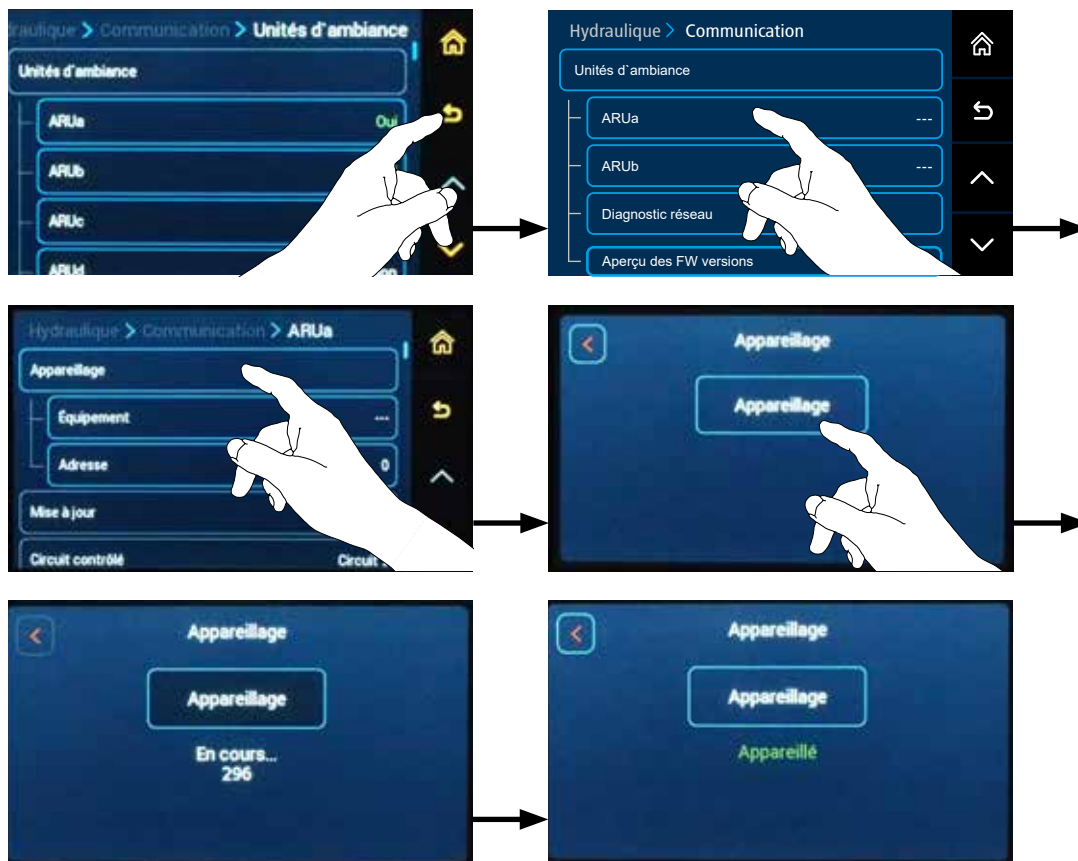 Communication > Unités d'ambiance
Unités d'ambiance
ARUa Oui
ARUb
ARUc
ARUd
Hydraulique > Communication
Unités d`ambiance
ARUa ---
ARUb ---
Diagnostic réseau
Aperçu des FW versions
Hydraulique > Communication > ARUa
Appareillage
Équipement ---
Adresse 0
Mise à jour
Circuit contrôlé Circuit
Appareillage
Appareillage
Appareillage
Appareillage
En cours...
296
Appareillage
Appareillage
Appareillé